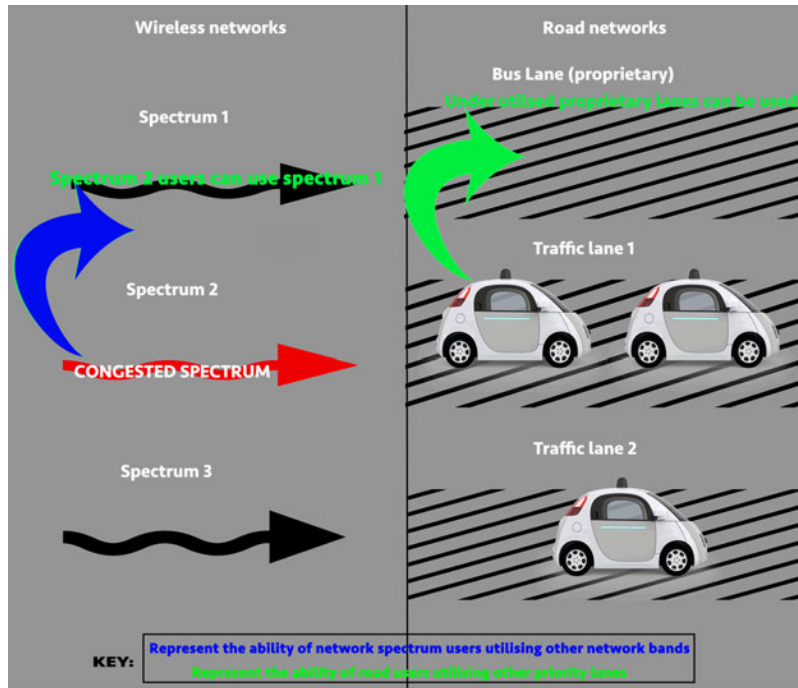 Wireless networks
Spectrum 1
Spectrum 2 users can use spectrum 1
Spectrum 2
CONGESTED SPECTRUM
Spectrum 3
Road networks
Bus Lane (proprietary)
Under utlised proprietary lanes can be used
Traffic lane 1
Traffic lane 2
KEY:
Represent the ability of network spectrum users utilising other network bands
Represent the ability of road users utilising other priority lanes